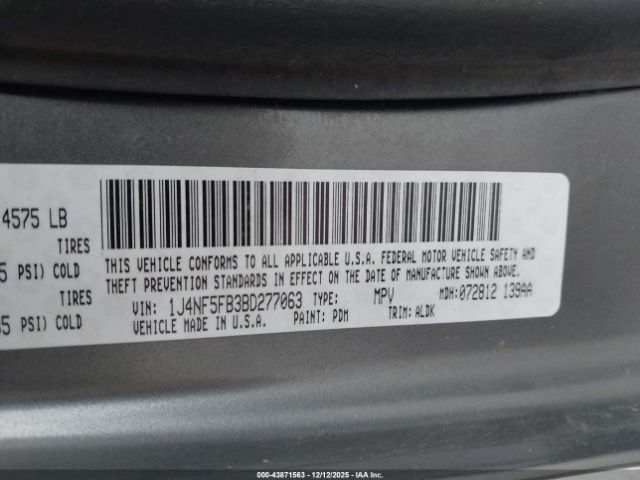 4575 LB
TIRES
5 PSI) COLD
TIRES
35 PSI) COLD
THIS VEHICLE CONFORMS TO ALL APPLICABLE U.S.A. FEDERAL MOTOR VEHICLE SAFETY AND
THEFT PREVENTION STANDARDS IN EFFECT ON THE DATE OF MANUFACTURE SHOWN ABOVE.
VIN: 1J4NF5FB3BD277063 TYPE: MPV MDH:072812 139AA
VEHICLE MADE IN U.S.A. PAINT: PDM TRIM: ALDK
000-43871563 - 12/12/2025 - IAA Inc.